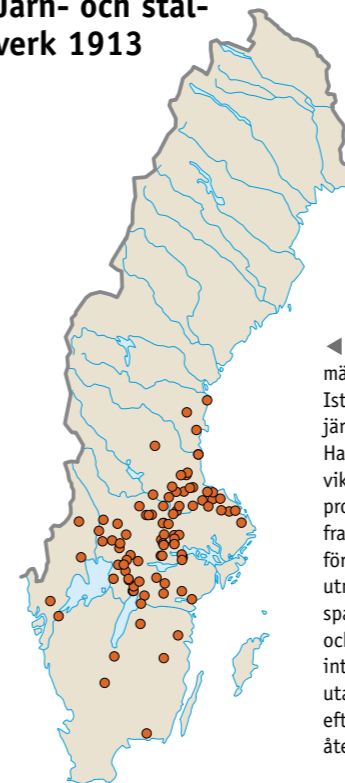 Järn- och stål-
verk 1913
◀
mä
Ist
jär
Ha
vik
pro
fra
för
utn
spa
och
int
uta
eft
åte